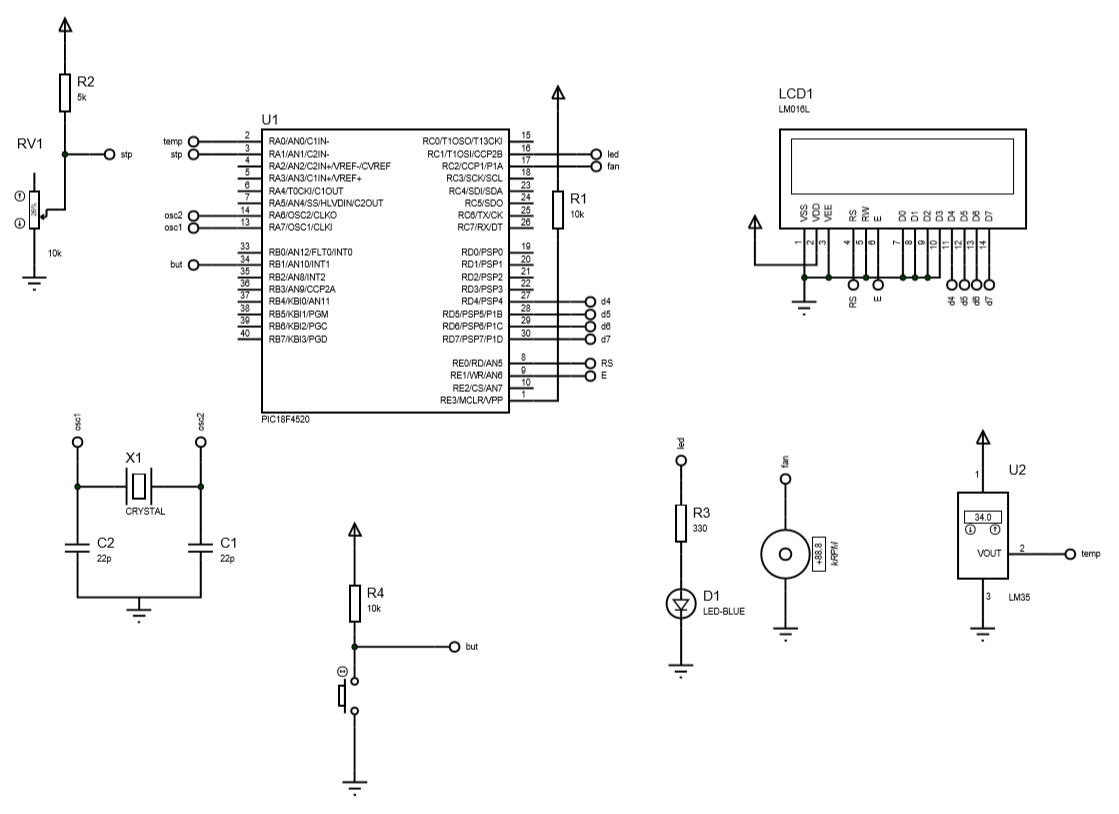 R2
5k
RV1
stp
26%
10k
U1
PIC18F4520
temp 2 RA0/AN0/C1IN-
stp 3 RA1/AN1/C2IN-
4 RA2/AN2/C2IN+/VREF-/CVREF
5 RA3/AN3/C1IN+/VREF+
6 RA4/T0CKI/C1OUT
7 RA5/AN4/SS/HLVDIN/C2OUT
osc2 14 RA6/OSC2/CLKO
osc1 13 RA7/OSC1/CLKI
33 RB0/AN12/FLT0/INT0
but 34 RB1/AN10/INT1
35 RB2/AN8/INT2
36 RB3/AN9/CCP2A
37 RB4/KBI0/AN11
38 RB5/KBI1/PGM
39 RB6/KBI2/PGC
40 RB7/KBI3/PGD
RC0/T1OSO/T13CKI 15
RC1/T1OSI/CCP2B 16 led
RC2/CCP1/P1A 17 fan
RC3/SCK/SCL 18
RC4/SDI/SDA 23
RC5/SDO 24
RC6/TX/CK 25
RC7/RX/DT 26
RD0/PSP0 19
RD1/PSP1 20
RD2/PSP2 21
RD3/PSP3 22
RD4/PSP4 27 d4
RD5/PSP5/P1B 28 d5
RD6/PSP6/P1C 29 d6
RD7/PSP7/P1D 30 d7
RE0/RD/AN5 8 RS
RE1/WR/AN6 9 E
RE2/CS/AN7 10
RE3/MCLR/VPP 1
R1
10k
LCD1
LM016L
VSS VDD VEE RS RW E D0 D1 D2 D3 D4 D5 D6 D7
1 2 3 4 5 6 7 8 9 10 11 12 13 14
RS E d4 d5 d6 d7
osc1
osc2
X1
CRYSTAL
C2
22p
C1
22p
R4
10k
but
led
R3
330
D1
LED-BLUE
fan
+88.8
kRPM
1
U2
34.0
VOUT 2 temp
3
LM35